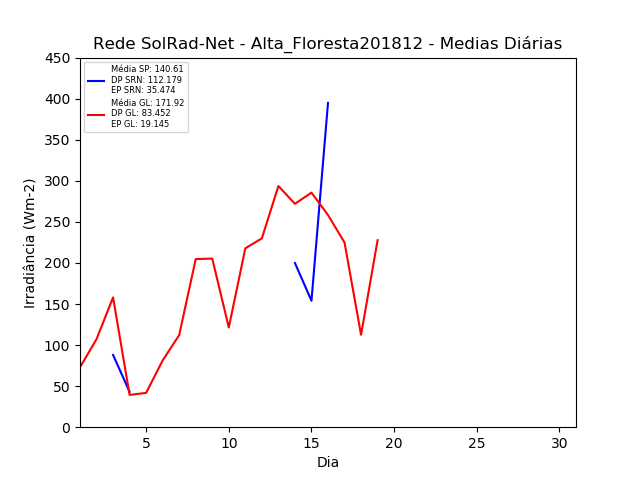 Rede SolRad-Net - Alta_Floresta201812 - Medias Diárias
450
400
350
300
250
200
150
100
50
0
Irradiância (Wm-2)
Média SP: 140.61
DP SRN: 112.179
EP SRN: 35.474
Média GL: 171.92
DP GL: 83.452
EP GL: 19.145
5
10
15
20
25
30
Dia